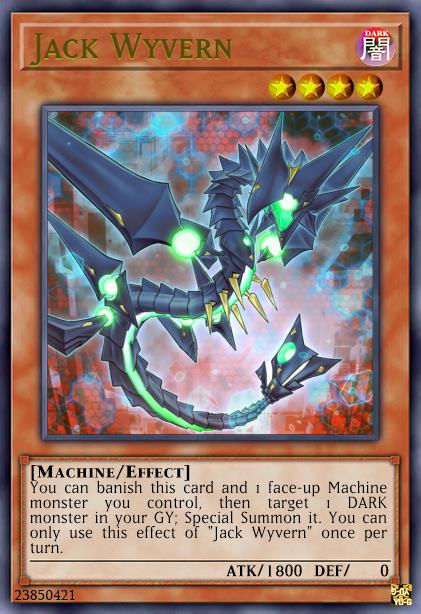 Jack Wyvern
DARK
闇
[Machine/Effect]
You can banish this card and 1 face-up Machine
monster you control, then target 1 DARK
monster in your GY; Special Summon it. You can
only use this effect of "Jack Wyvern" once per
turn.
ATK/1800 DEF/ 0
23850421